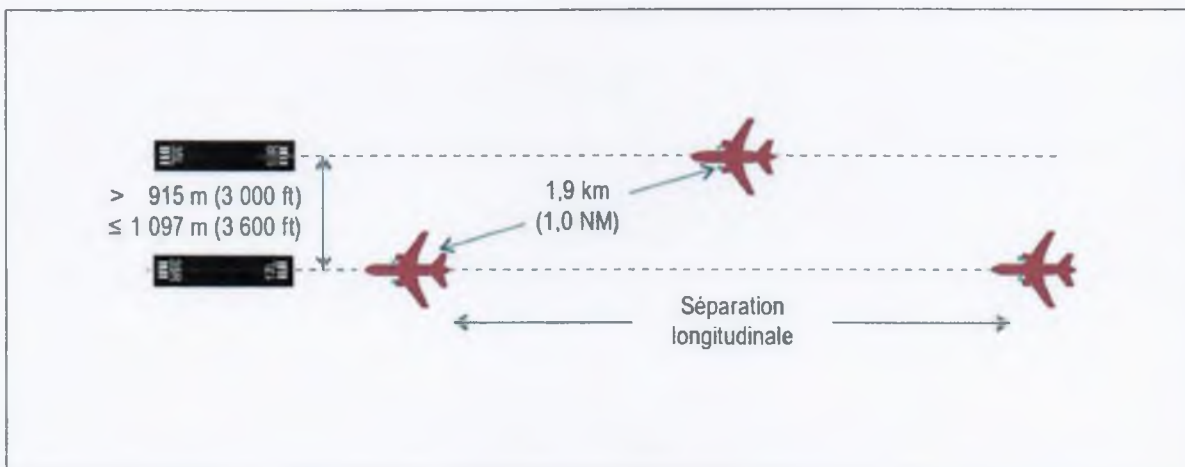 > 915 m (3 000 ft)
≤ 1 097 m (3 600 ft)
1,9 km
(1,0 NM)
Séparation
longitudinale